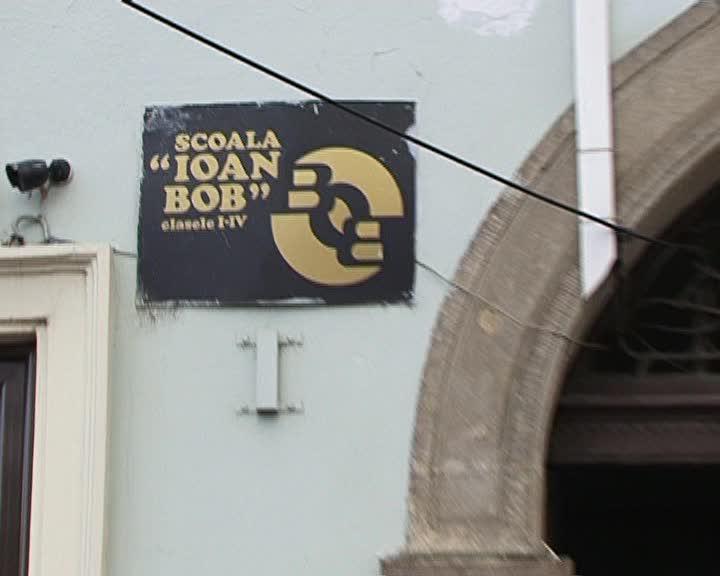 SCOALA
“IOAN
BOB”
clasele I-IV